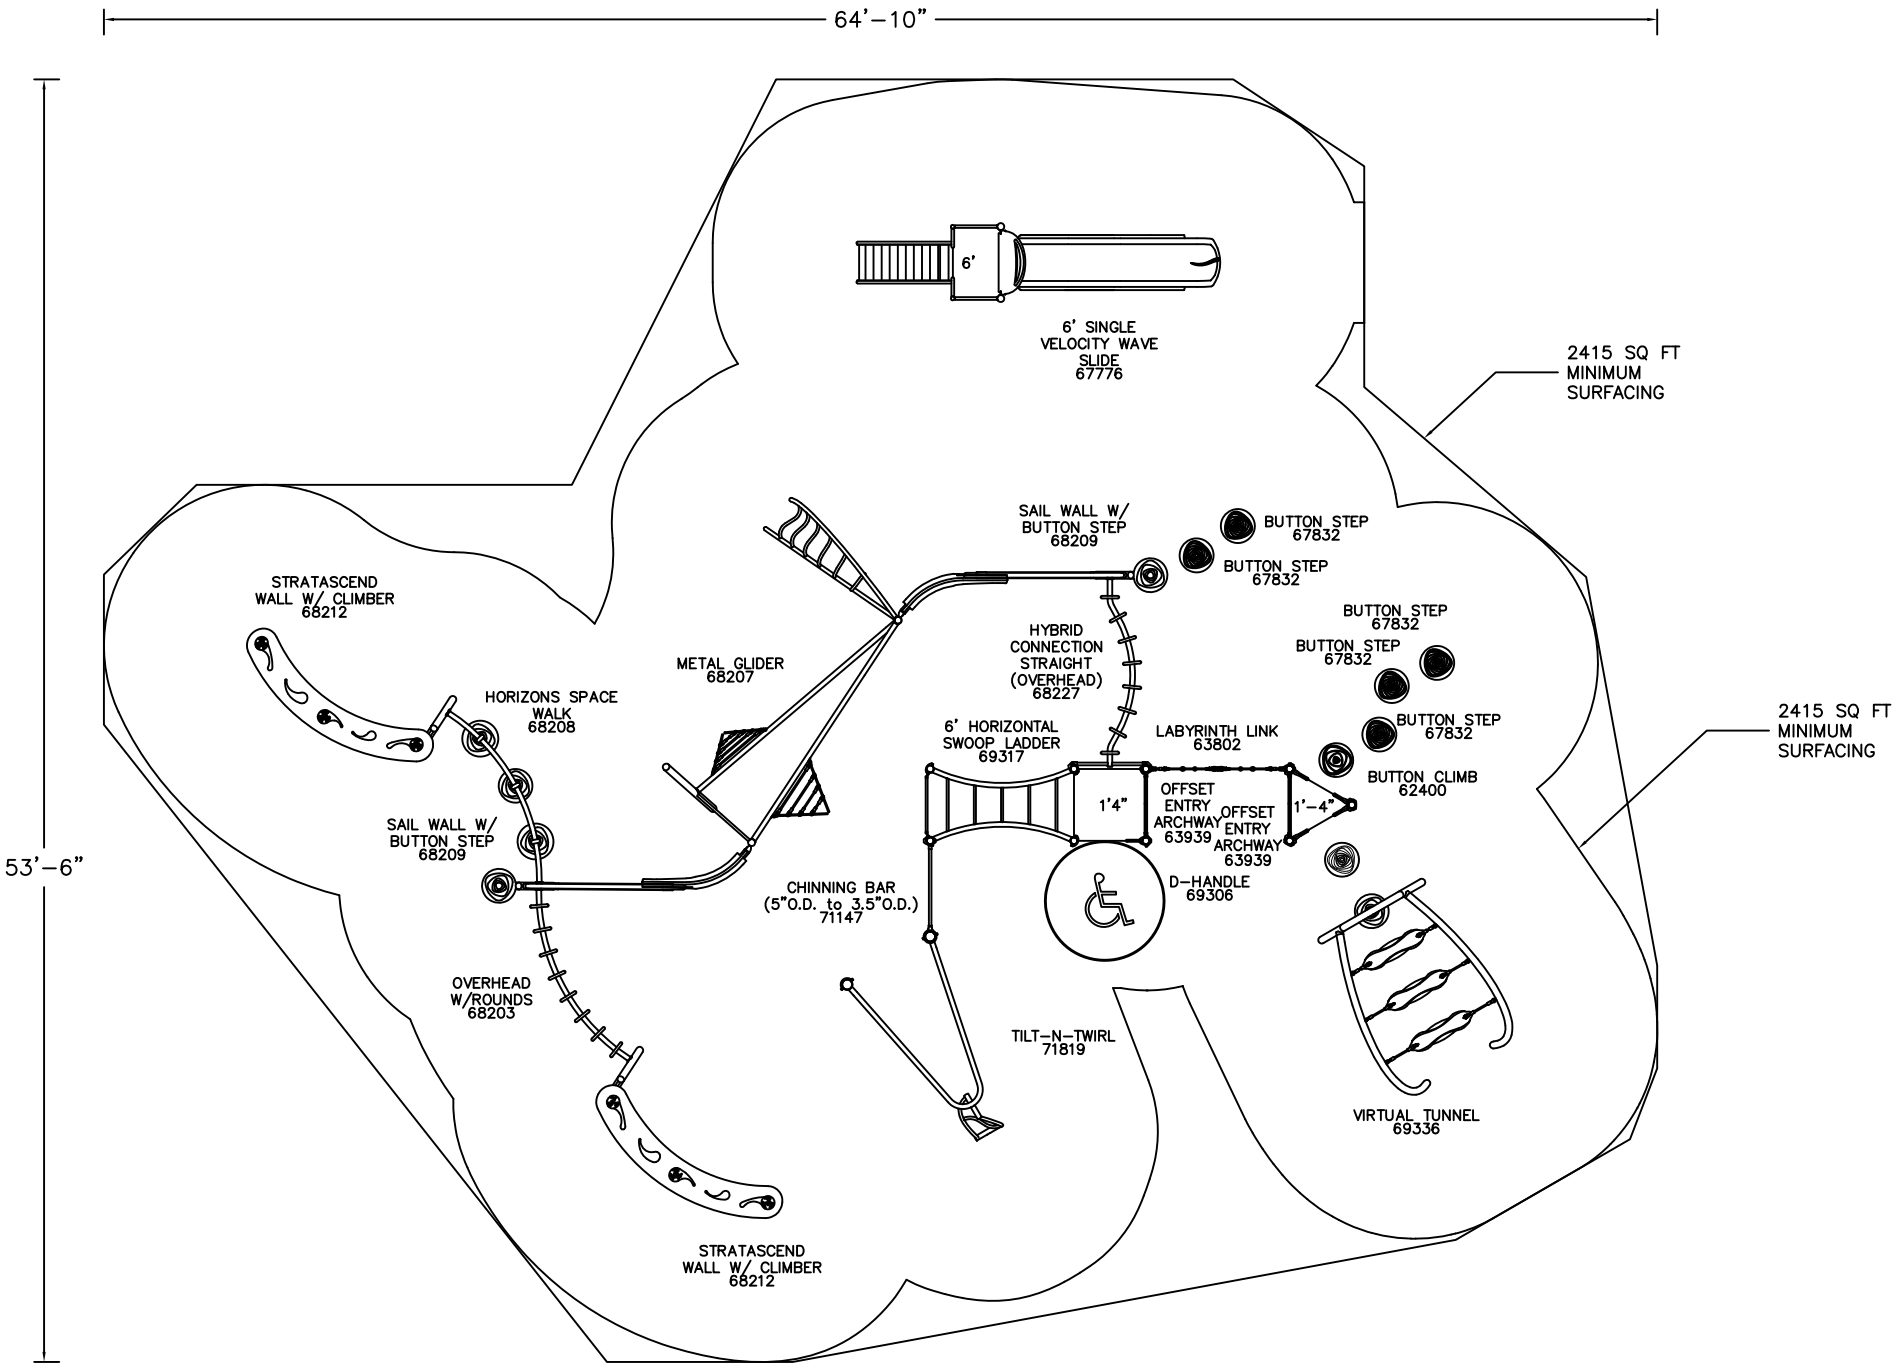 64'-10"
6'
6' SINGLE
VELOCITY WAVE
SLIDE
67776
2415 SQ FT
MINIMUM
SURFACING
SAIL WALL W/
BUTTON STEP
68209
BUTTON STEP
67832
BUTTON STEP
67832
STRATASCEND
WALL W/ CLIMBER
68212
BUTTON STEP
67832
BUTTON STEP
67832
HYBRID
CONNECTION
STRAIGHT
(OVERHEAD)
68227
METAL GLIDER
68207
HORIZONS SPACE
WALK
68208
6' HORIZONTAL
SWOOP LADDER
69317
LABYRINTH LINK
63802
BUTTON STEP
67832
2415 SQ FT
MINIMUM
SURFACING
BUTTON CLIMB
62400
1'4"
OFFSET
ENTRY
ARCHWAY
63939
OFFSET
ENTRY
ARCHWAY
63939
1'-4"
SAIL WALL W/
BUTTON STEP
68209
53'-6"
CHINNING BAR
(5"O.D. to 3.5"O.D.)
71147
D-HANDLE
69306
OVERHEAD
W/ROUNDS
68203
TILT-N-TWIRL
71819
VIRTUAL TUNNEL
69336
STRATASCEND
WALL W/ CLIMBER
68212